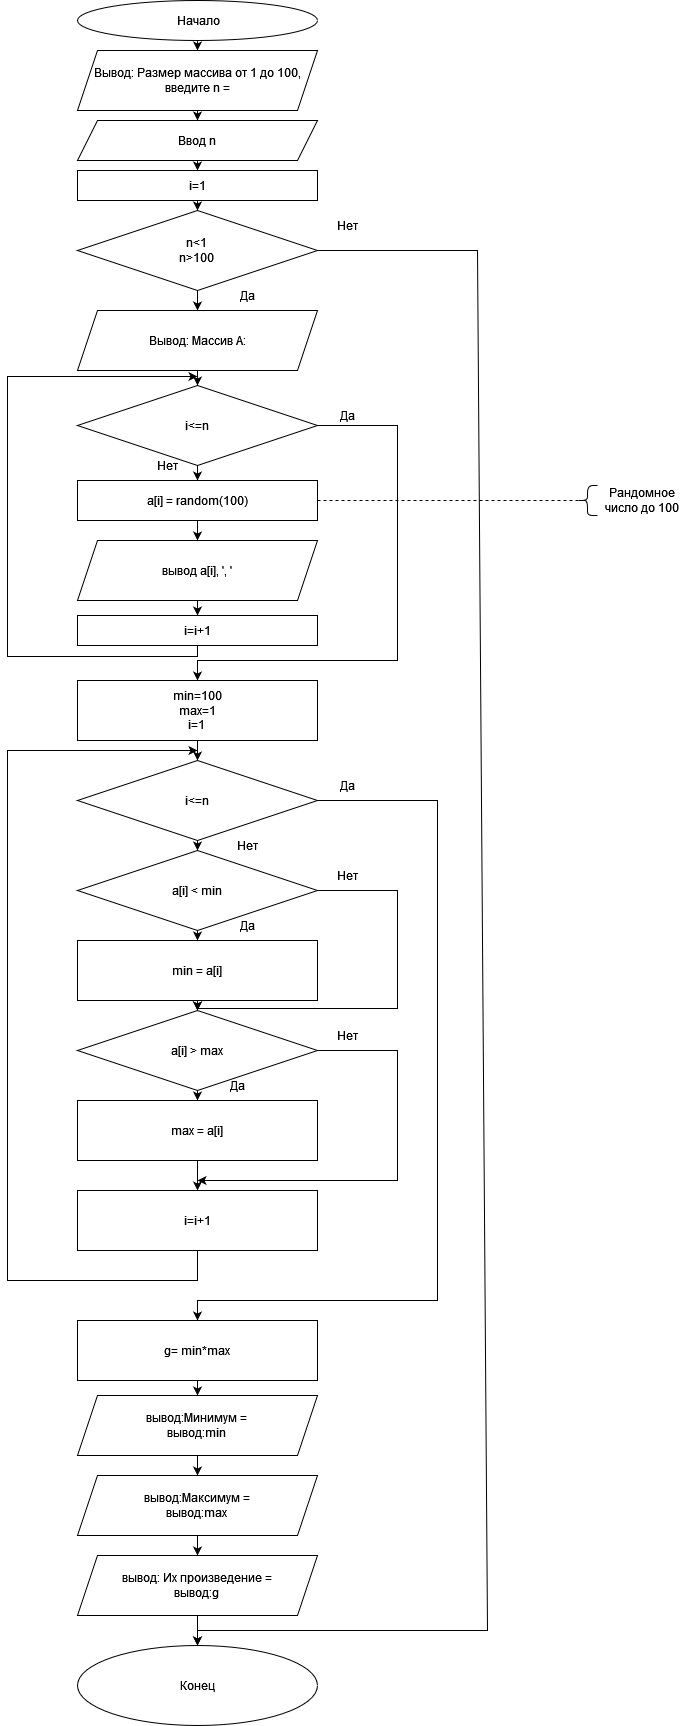 Начало
Вывод: Размер массива от 1 до 100,
введите n =
Ввод n
i=1
Нет
n<1
n>100
Да
Вывод: Массив А:
Да
i<=n
Нет
a[i] = random(100)
Рандомное
число до 100
вывод a[i], ', '
i=i+1
min=100
max=1
i=1
Да
i<=n
Нет
Нет
a[i] < min
Да
min = a[i]
Нет
a[i] > max
Да
max = a[i]
i=i+1
g= min*max
вывод:Минимум =
вывод:min
вывод:Максимум =
вывод:max
вывод: Их произведение =
вывод:g
Конец